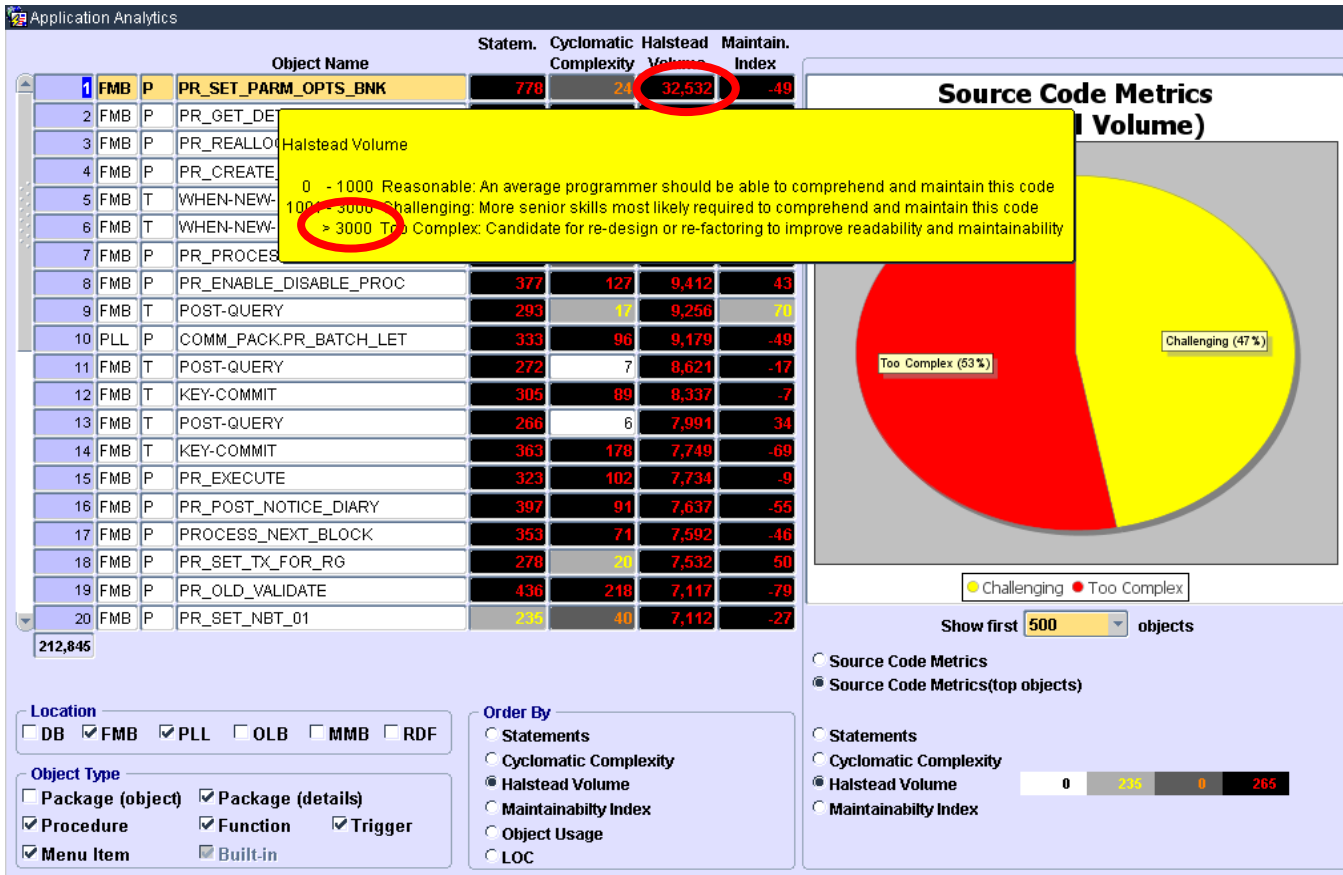 Application Analytics
Statem. Cyclomatic Halstead Maintain.
Object Name Complexity Volume Index
1 FMB P PR_SET_PARM_OPTS_BNK 778 24 32,532 -49
2 FMB P PR_GET_DE
3 FMB P PR_REALLO
4 FMB P PR_CREATE_
5 FMB T WHEN-NEW-
6 FMB T WHEN-NEW-
7 FMB P PR_PROCES
Halstead Volume
0 - 1000 Reasonable: An average programmer should be able to comprehend and maintain this code
1001 - 3000 Challenging: More senior skills most likely required to comprehend and maintain this code
> 3000 Too Complex: Candidate for re-design or re-factoring to improve readability and maintainability
8 FMB P PR_ENABLE_DISABLE_PROC 377 127 9,412 43
9 FMB T POST-QUERY 293 17 9,256 70
10 PLL P COMM_PACK.PR_BATCH_LET 333 96 9,179 -49
11 FMB T POST-QUERY 272 7 8,621 -17
12 FMB T KEY-COMMIT 305 89 8,337 -7
13 FMB T POST-QUERY 266 6 7,991 34
14 FMB T KEY-COMMIT 363 178 7,749 -69
15 FMB P PR_EXECUTE 323 102 7,734 -9
16 FMB P PR_POST_NOTICE_DIARY 397 91 7,637 -55
17 FMB P PROCESS_NEXT_BLOCK 353 71 7,592 -46
18 FMB P PR_SET_TX_FOR_RG 278 20 7,532 50
19 FMB P PR_OLD_VALIDATE 436 218 7,117 -79
20 FMB P PR_SET_NBT_01 235 40 7,112 -27
212,845
Source Code Metrics
Volume)
Challenging (47%)
Too Complex (53%)
Challenging Too Complex
Show first 500 objects
Source Code Metrics
Source Code Metrics(top objects)
Location
DB FMB PLL OLB MMB RDF
Object Type
Package (object) Package (details)
Procedure Function Trigger
Menu Item Built-in
Order By
Statements
Cyclomatic Complexity
Halstead Volume
Maintainabilty Index
Object Usage
LOC
Statements
Cyclomatic Complexity
Halstead Volume 0 235 0 265
Maintainabilty Index